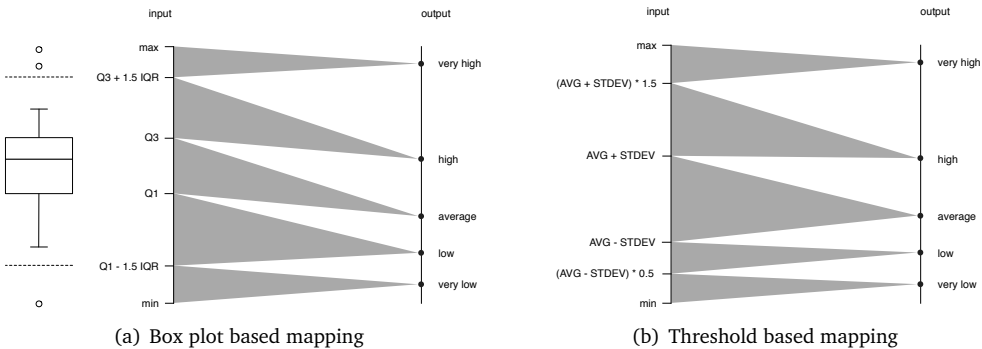 input
output
max
Q3 + 1.5 IQR
Q3
Q1
Q1 - 1.5 IQR
min
very high
high
average
low
very low
(a) Box plot based mapping
input
output
max
(AVG + STDEV) * 1.5
AVG + STDEV
AVG - STDEV
(AVG - STDEV) * 0.5
min
very high
high
average
low
very low
(b) Threshold based mapping